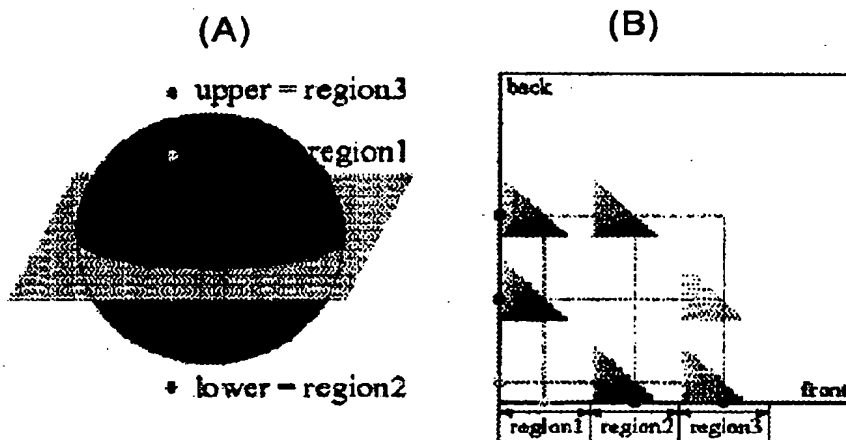 (A)
upper = region3
region1
lower = region2
(B)
back
front
region1 region2 region3